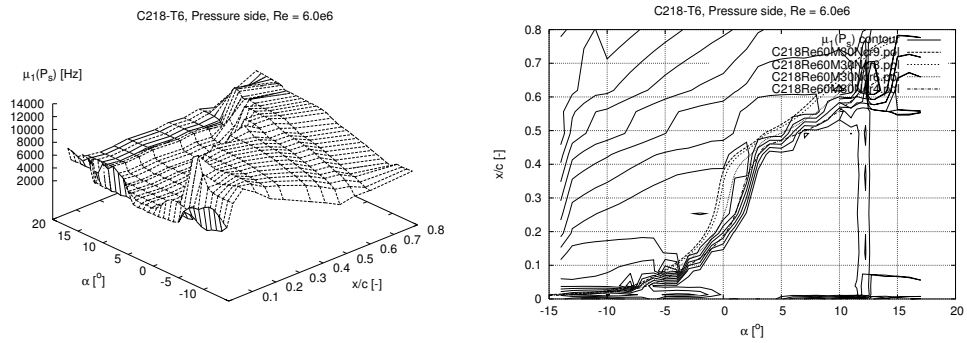 C218-T6, Pressure side, Re = 6.0e6
μ1(Ps) [Hz]
14000
12000
10000
8000
6000
4000
2000
20
15
10
5
0
-5
-10
α [o]
0.1
0.2
0.3
0.4
0.5
0.6
0.7
0.8
x/c [-]
C218-T6, Pressure side, Re = 6.0e6
μ1(Ps) contour
C218Re60M30Ncr9.pol
C218Re60M30Ncr8.pol
C218Re60M30Ncr6.pol
C218Re60M30Ncr4.pol
0.8
0.7
0.6
0.5
0.4
0.3
0.2
0.1
0
x/c [-]
-15 -10 -5 0 5 10 15 20
α [o]